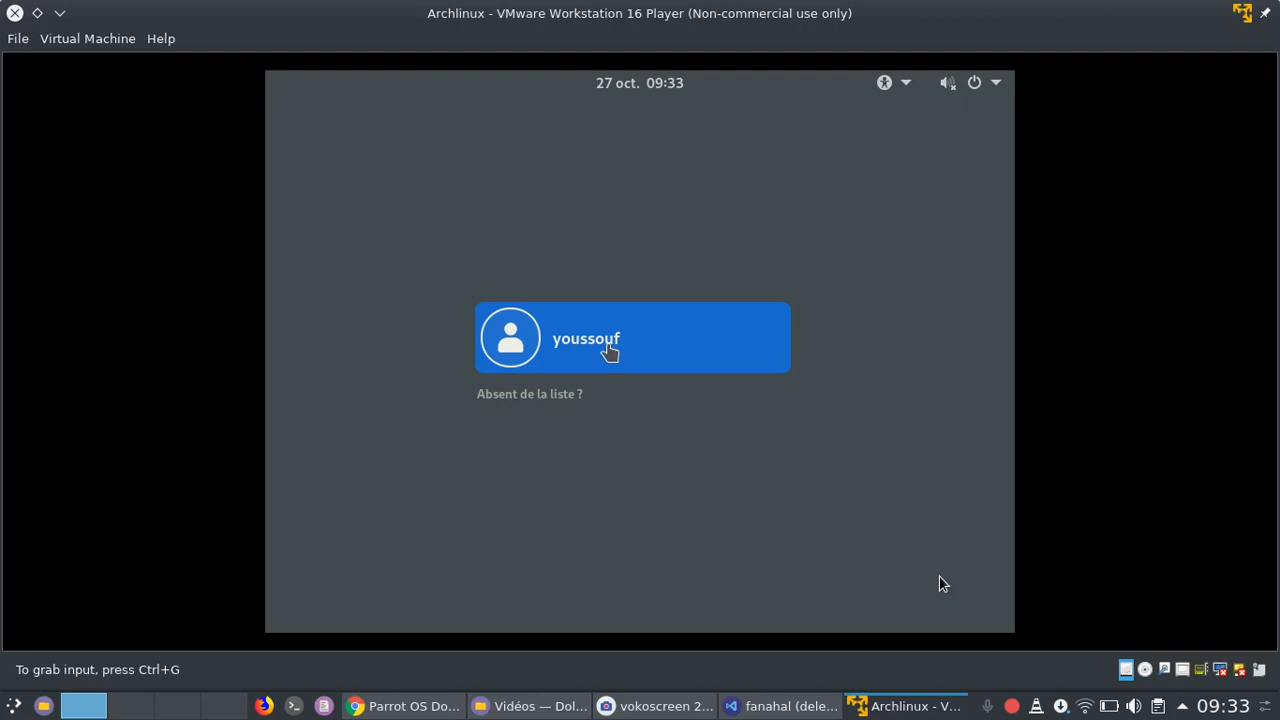 Archlinux - VMware Workstation 16 Player (Non-commercial use only)
File Virtual Machine Help
27 oct. 09:33
youssouf
Absent de la liste ?
To grab input, press Ctrl+G
Parrot OS Do... Vidéos — Dol... vokoscreen 2... fanahal (dele... Archlinux - V... 09:33